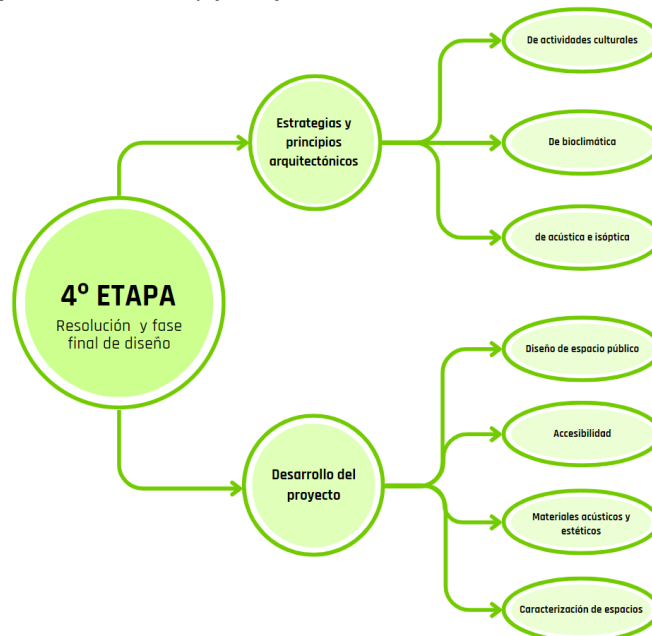 De actividades culturales
Estrategias y
principios
arquitectónicos
De bioclimática
de acústica e isóptica
4º ETAPA
Resolución y fase
final de diseño
Diseño de espacio público
Accesibilidad
Desarrollo del
proyecto
Materiales acústicos y
estéticos
Caracterización de espacios